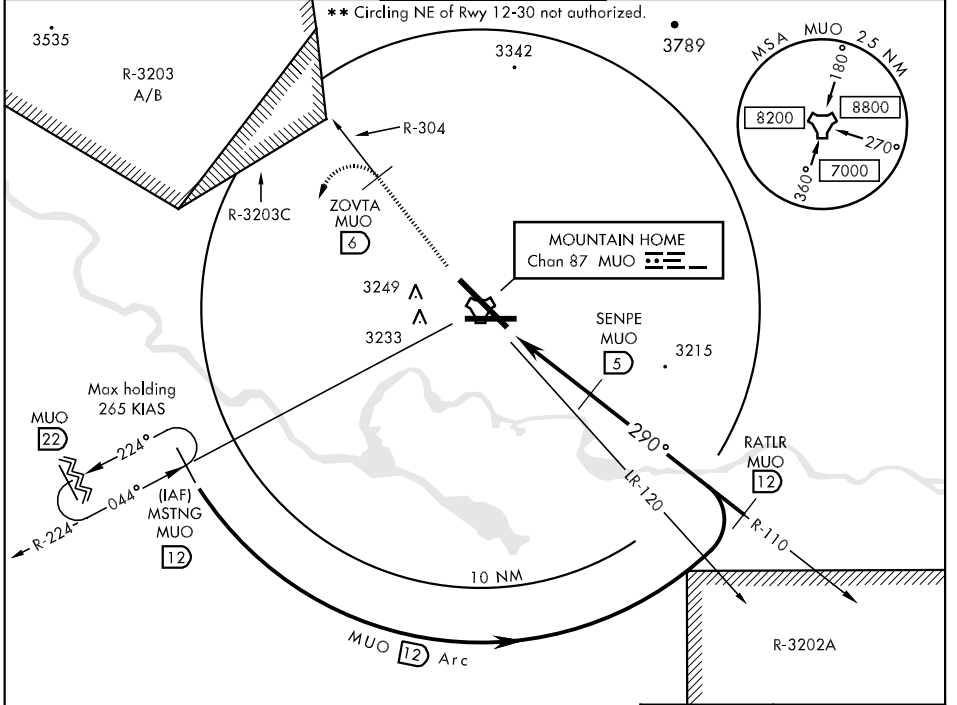 ** Circling NE of Rwy 12-30 not authorized.
3535
3342
3789
MSA MUO 25 NM
180°
8200
8800
270°
360°
7000
R-3203
A/B
R-304
R-3203C
ZOVTA
MUO
6
MOUNTAIN HOME
Chan 87 MUO
3249
3233
SENPE
MUO
5
3215
Max holding
265 KIAS
MUO
22
224°
044°
R-224
(IAF)
MSTNG
MUO
12
290°
RATLR
MUO
12
LR-120
R-110
10 NM
MUO 12 Arc
R-3202A